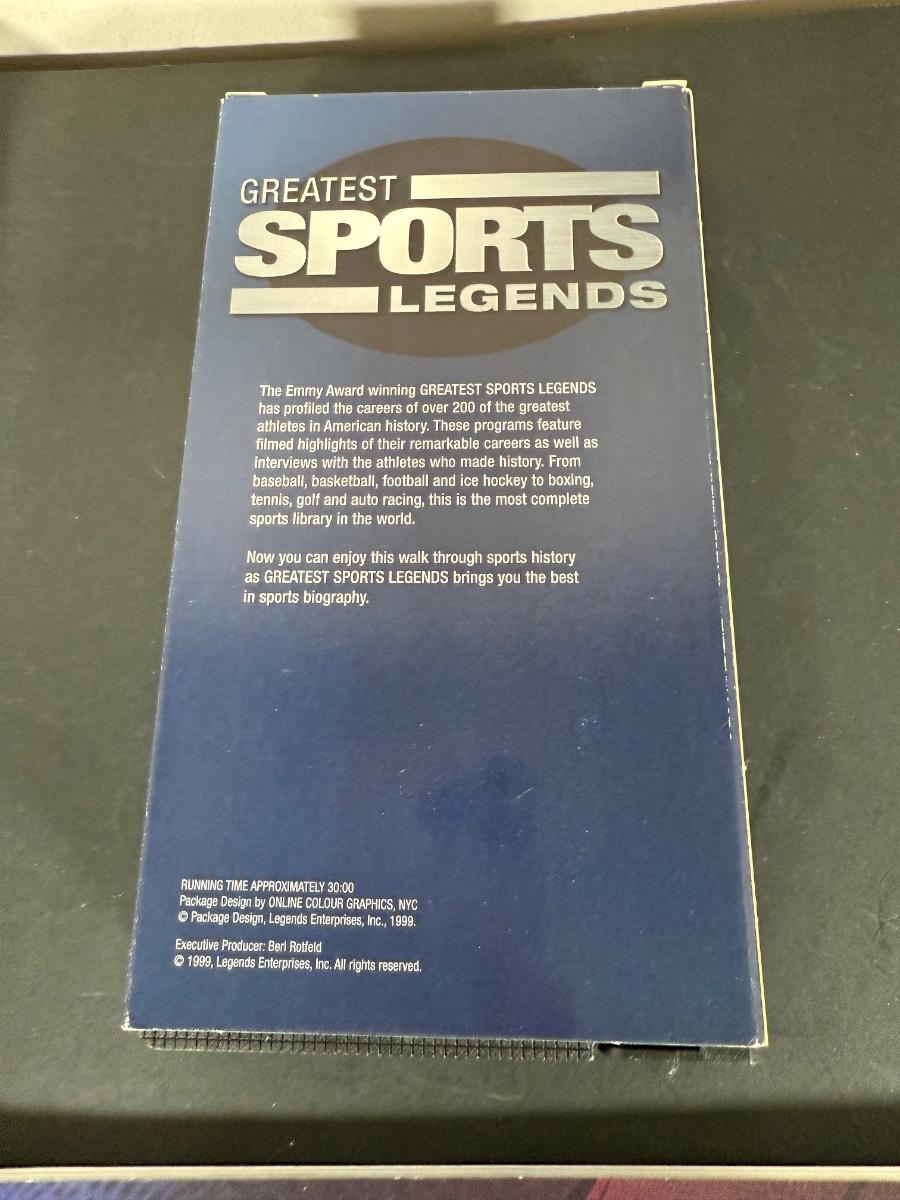 GREATEST
SPORTS
LEGENDS
The Emmy Award winning GREATEST SPORTS LEGENDS
has profiled the careers of over 200 of the greatest
athletes in American history. These programs feature
filmed highlights of their remarkable careers as well as
interviews with the athletes who made history. From
baseball, basketball, football and ice hockey to boxing,
tennis, golf and auto racing, this is the most complete
sports library in the world.
Now you can enjoy this walk through sports history
as GREATEST SPORTS LEGENDS brings you the best
in sports biography.
RUNNING TIME APPROXIMATELY 30:00
Package Design by ONLINE COLOUR GRAPHICS, NYC
© Package Design, Legends Enterprises, Inc., 1999.
Executive Producer: Berl Rotfeld
© 1999, Legends Enterprises, Inc. All rights reserved.